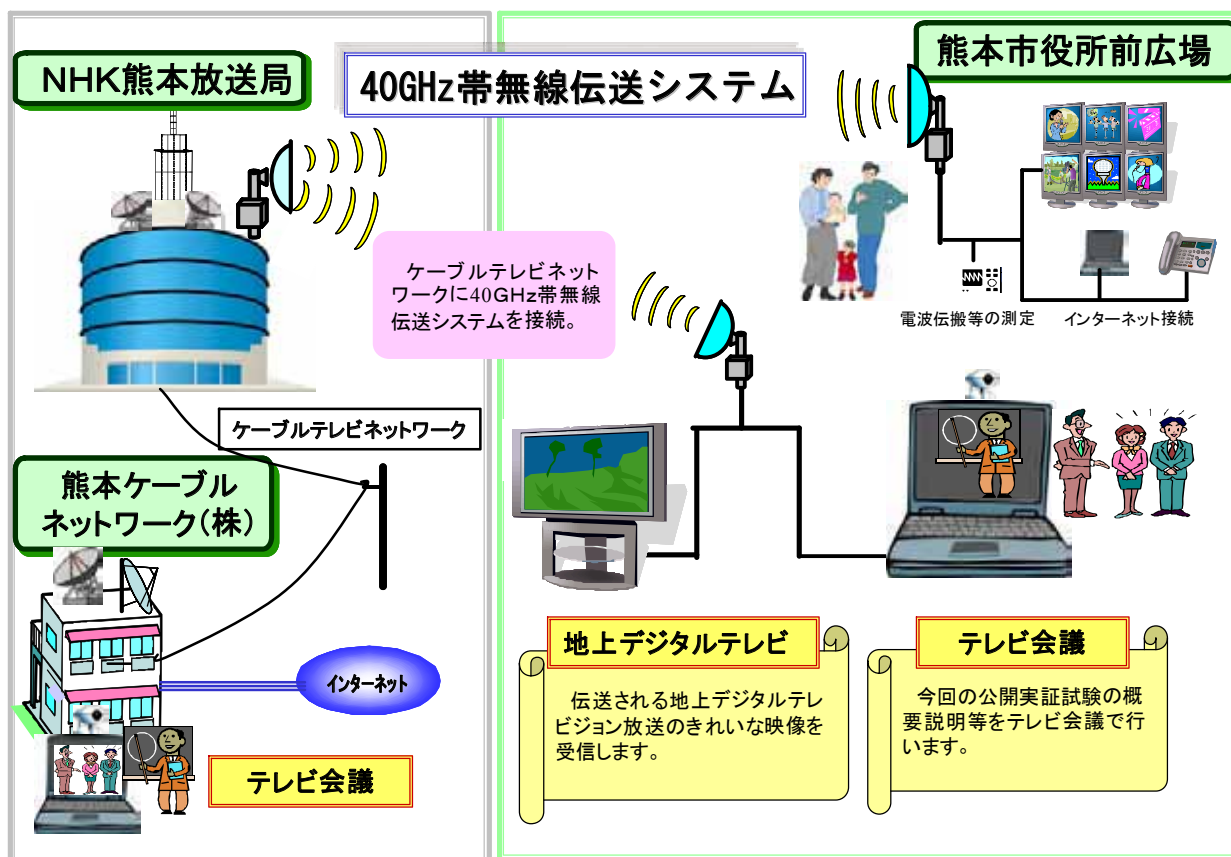 NHK熊本放送局
40GHz帯無線伝送システム
熊本市役所前広場
ケーブルテレビネット
ワークに40GHz帯無線
伝送システムを接続。
電波伝搬等の測定
インターネット接続
ケーブルテレビネットワーク
熊本ケーブル
ネットワーク(株)
インターネット
テレビ会議
地上デジタルテレビ
伝送される地上デジタルテレ
ビジョン放送のきれいな映像を
受信します。
テレビ会議
今回の公開実証試験の概
要説明等をテレビ会議で行
います。